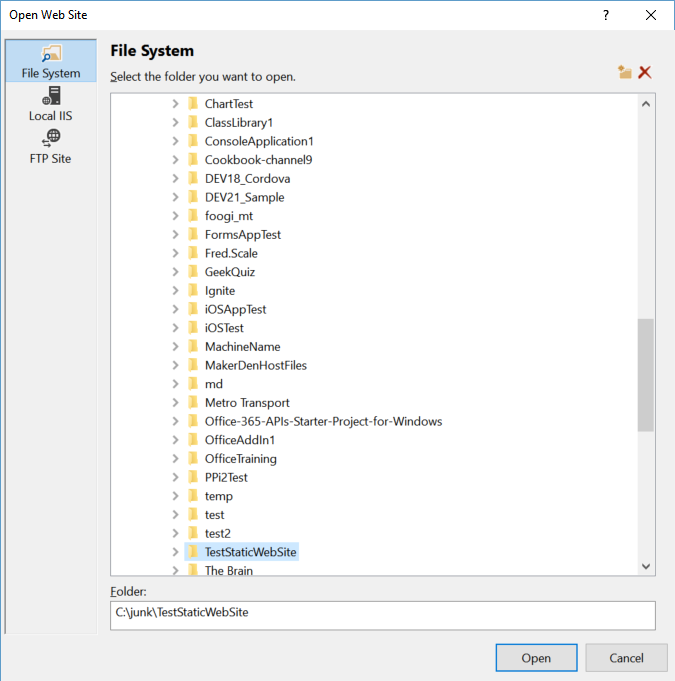 Open Web Site
File System
Local IIS
FTP Site
File System
Select the folder you want to open.
ChartTest
ClassLibrary1
ConsoleApplication1
Cookbook-channel9
DEV18_Cordova
DEV21_Sample
foogi_mt
FormsAppTest
Fred.Scale
GeekQuiz
Ignite
iOSAppTest
iOSTest
MachineName
MakerDenHostFiles
md
Metro Transport
Office-365-APIs-Starter-Project-for-Windows
OfficeAddIn1
OfficeTraining
PPi2Test
temp
test
test2
TestStaticWebSite
The Brain
Folder:
C:\junk\TestStaticWebSite
Open Cancel